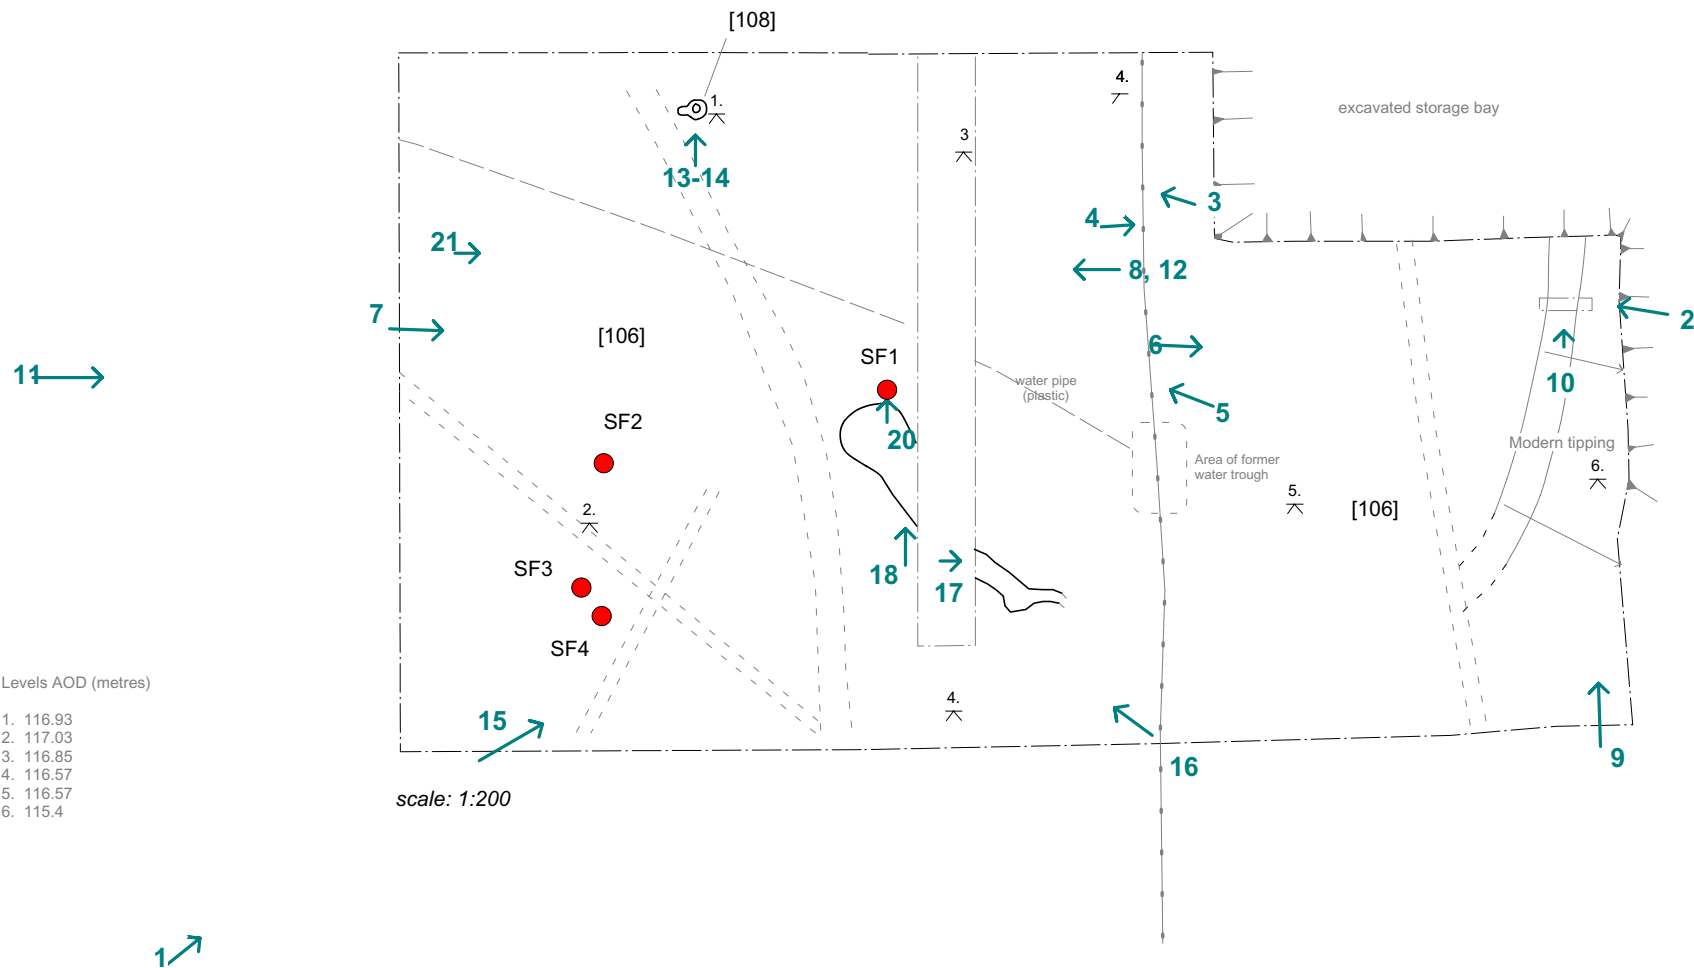 [108]
4.
excavated storage bay
1.
3
13-14
3
4
21
8, 12
7
2
[106]
6
SF1
11
water pipe
(plastic)
10
5
SF2
20
Modern tipping
Area of former
water trough
6.
5.
[106]
2.
SF3
18
17
SF4
Levels AOD (metres)
1. 116.93
2. 117.03
3. 116.85
4. 116.57
5. 116.57
6. 115.4
4.
15
16
9
scale: 1:200
1